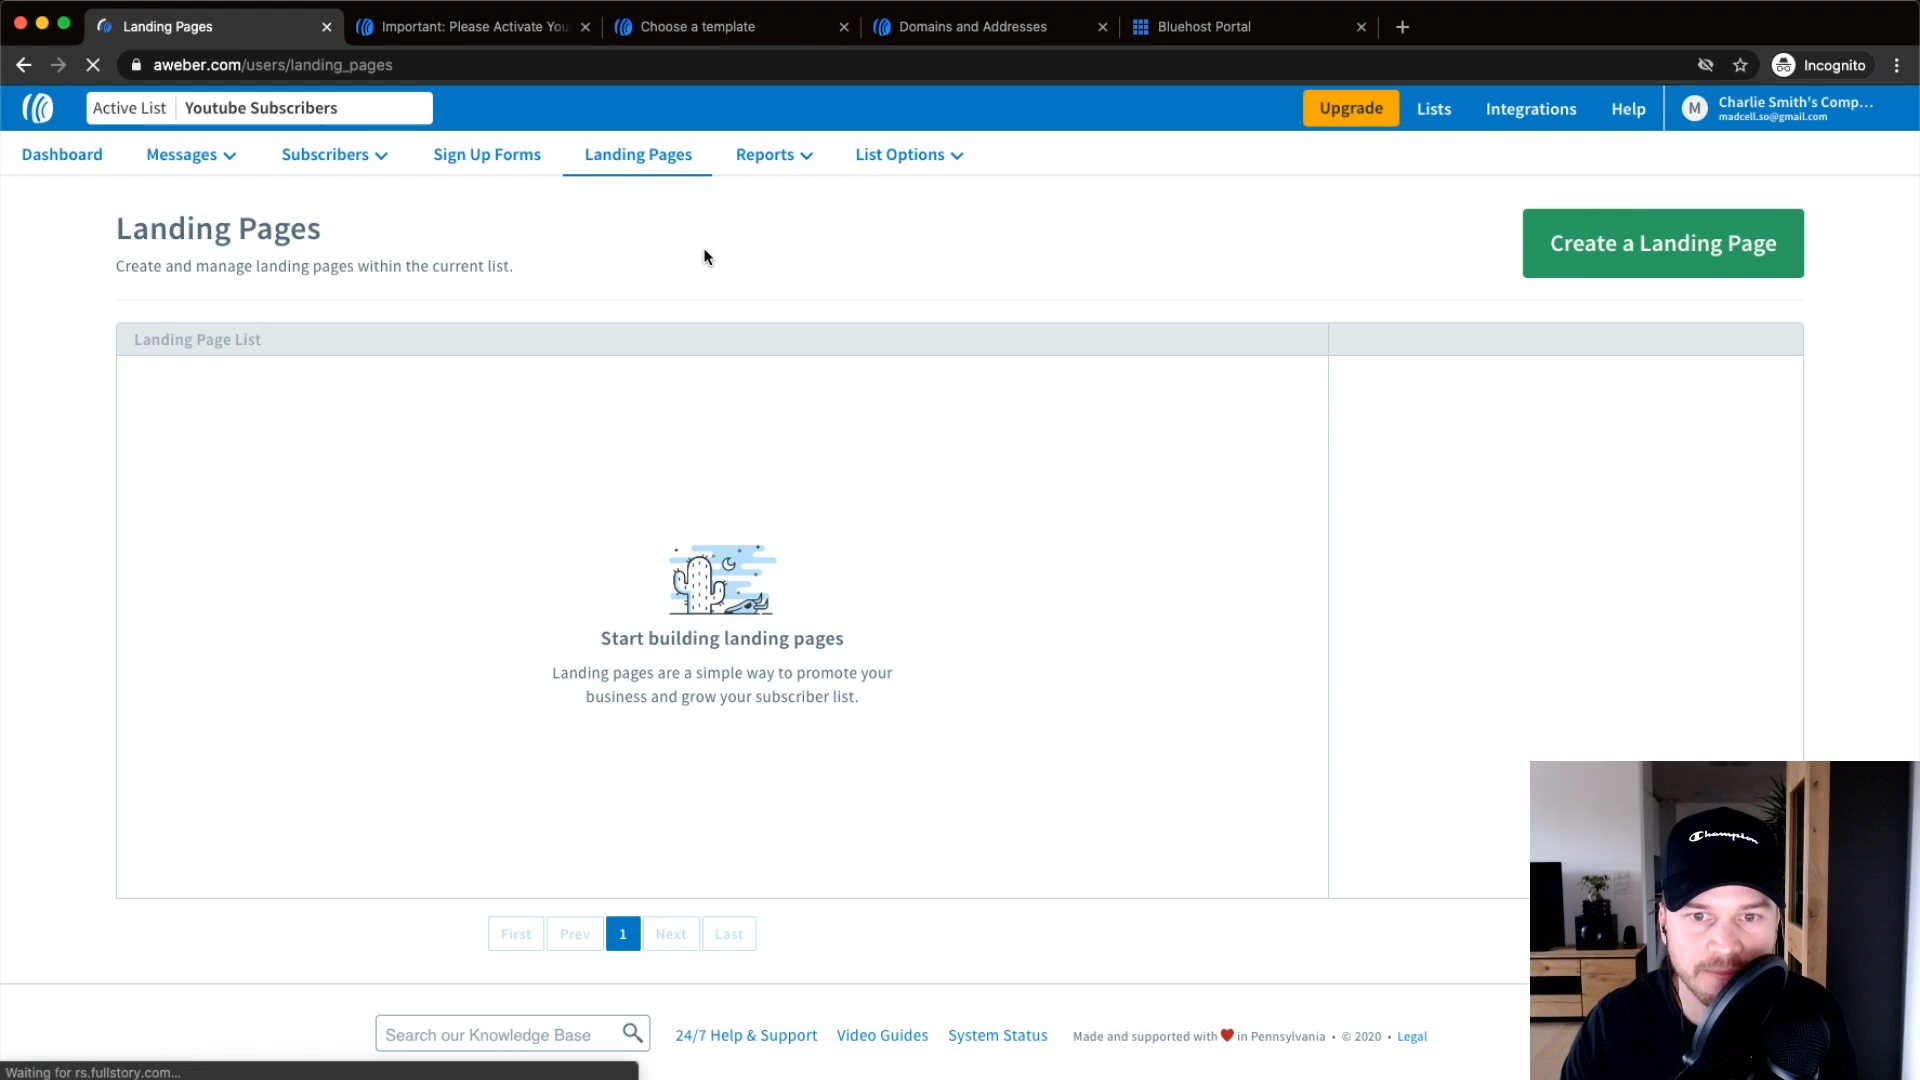 Landing Pages
Important: Please Activate You
Choose a template
Domains and Addresses
Bluehost Portal
aweber.com/users/landing_pages
Incognito
Active List
Youtube Subscribers
Upgrade
Lists
Integrations
Help
M
Charlie Smith's Comp...
madcell.so@gmail.com
Dashboard
Messages
Subscribers
Sign Up Forms
Landing Pages
Reports
List Options
Landing Pages
Create and manage landing pages within the current list.
Create a Landing Page
Landing Page List
Start building landing pages
Landing pages are a simple way to promote your
business and grow your subscriber list.
First
Prev
1
Next
Last
Champion
Search our Knowledge Base
24/7 Help & Support
Video Guides
System Status
Made and supported with ❤ in Pennsylvania • © 2020 • Legal
Waiting for rs.fullstory.com...